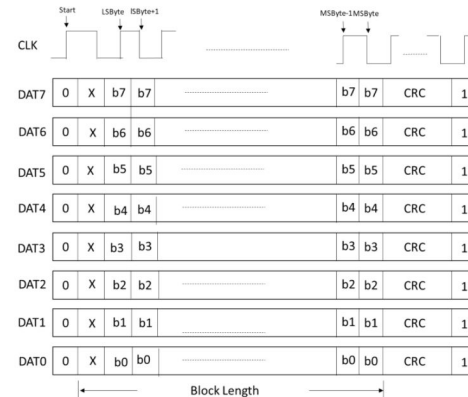 Start LSByte lSByte+1 MSByte-1 MSByte
CLK
DAT7 0 X b7 b7 b7 b7 CRC 1
DAT6 0 X b6 b6 b6 b6 CRC 1
DAT5 0 X b5 b5 b5 b5 CRC 1
DAT4 0 X b4 b4 b4 b4 CRC 1
DAT3 0 X b3 b3 b3 b3 CRC 1
DAT2 0 X b2 b2 b2 b2 CRC 1
DAT1 0 X b1 b1 b1 b1 CRC 1
DAT0 0 X b0 b0 b0 b0 CRC 1
Block Length